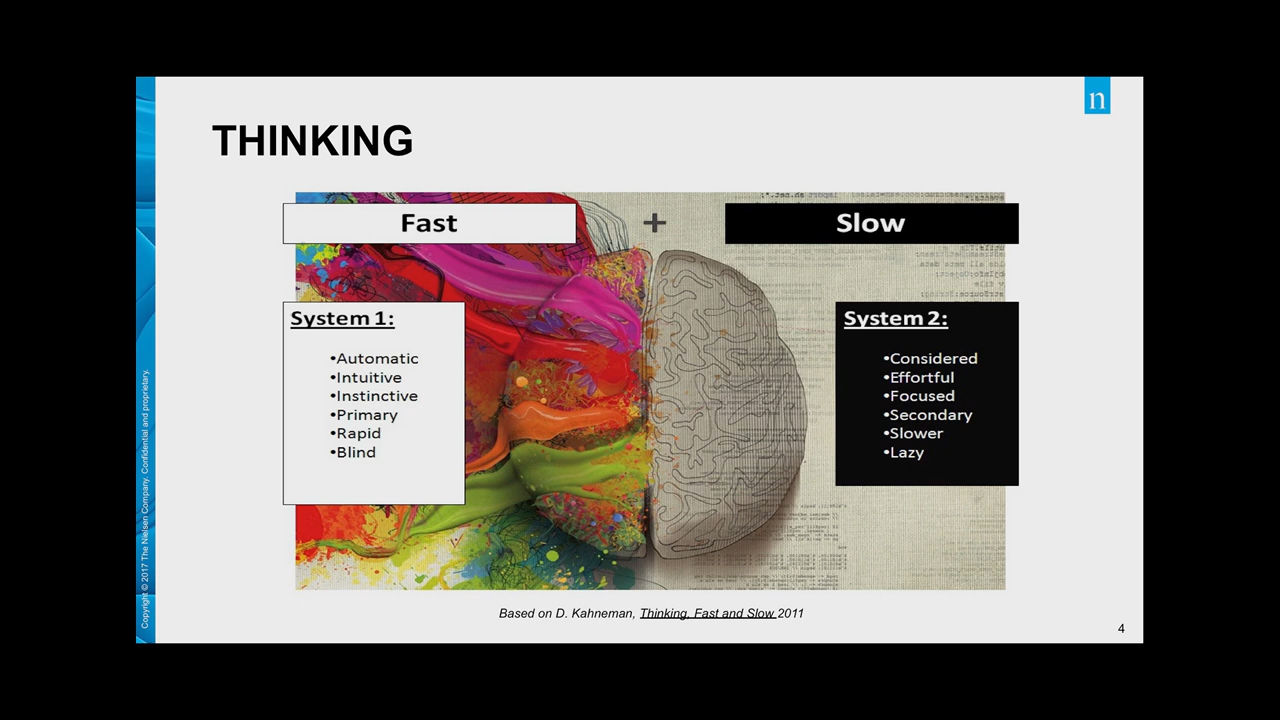 n
THINKING
Fast + Slow
System 1:
•Automatic
•Intuitive
•Instinctive
•Primary
•Rapid
•Blind
System 2:
•Considered
•Effortful
•Focused
•Secondary
•Slower
•Lazy
Based on D. Kahneman, Thinking, Fast and Slow 2011
4
Copyright © 2017 The Nielsen Company. Confidential and proprietary.